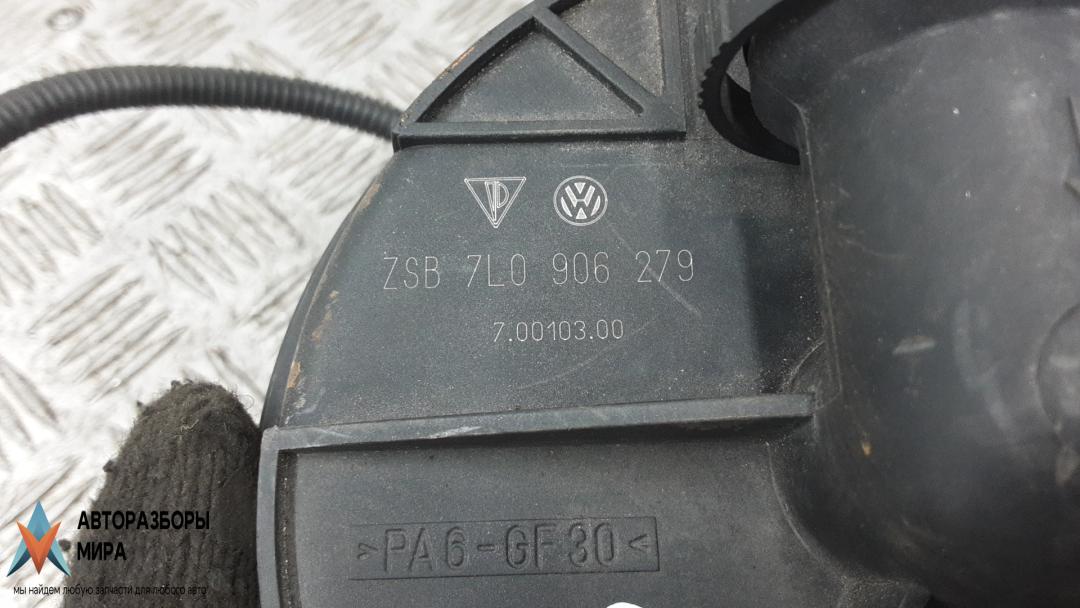 ZSB 7L0 906 279
7.00103.00
>PA6-GF30<
АВТОРАЗБОРЫ
МИРА
мы найдем любую запчасти для любого авто